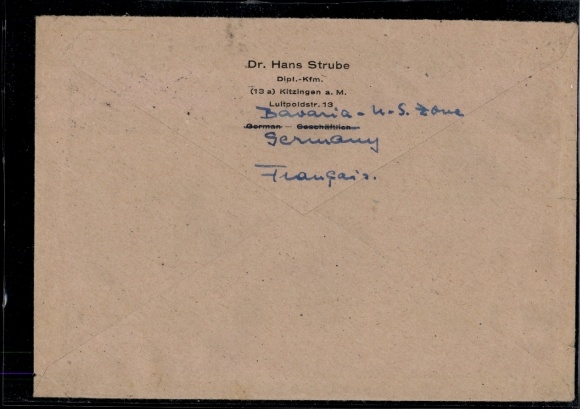 Dr. Hans Strube
Dipl.-Kfm.
(13 a) Kitzingen a. M.
Luitpoldstr. 13
Bavaria - U.S. Zone
German - Geschäftlich
Germany
Français.